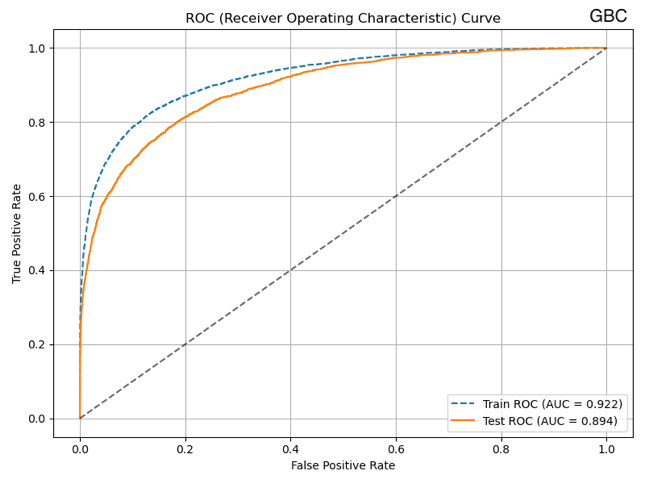 ROC (Receiver Operating Characteristic) Curve
GBC
1.0
0.8
0.6
0.4
0.2
0.0
True Positive Rate
Train ROC (AUC = 0.922)
Test ROC (AUC = 0.894)
0.0 0.2 0.4 0.6 0.8 1.0
False Positive Rate